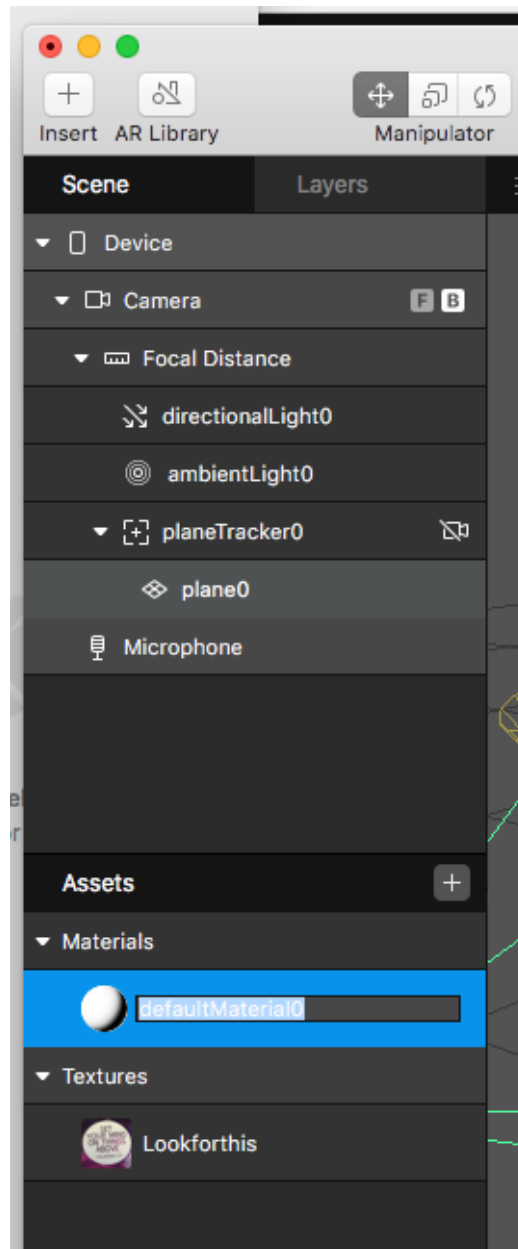 Insert AR Library Manipulator
Scene Layers
Device
Camera F B
Focal Distance
directionalLight0
ambientLight0
planeTracker0
plane0
Microphone
Assets
Materials
defaultMaterial0
Textures
Lookforthis